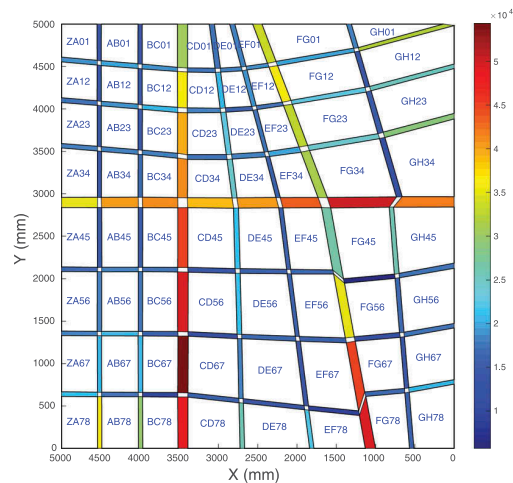 × 10⁴
5000 ZA01 AB01 BC01 CD01 DE01 EF01 FG01 GH01 5
4500 ZA12 AB12 BC12 CD12 DE12 EF12 FG12 GH12 4.5
4000 ZA23 AB23 BC23 CD23 DE23 EF23 FG23 GH23 4
3500 ZA34 AB34 BC34 CD34 DE34 EF34 FG34 GH34 3.5
3000 3
2500 ZA45 AB45 BC45 CD45 DE45 EF45 FG45 GH45 2.5
2000 ZA56 AB56 BC56 CD56 DE56 EF56 FG56 GH56 2
1500 1.5
1000 ZA67 AB67 BC67 CD67 DE67 EF67 FG67 GH67 1
500 ZA78 AB78 BC78 CD78 DE78 EF78 FG78 GH78
0
Y (mm)
5000 4500 4000 3500 3000 2500 2000 1500 1000 500 0
X (mm)